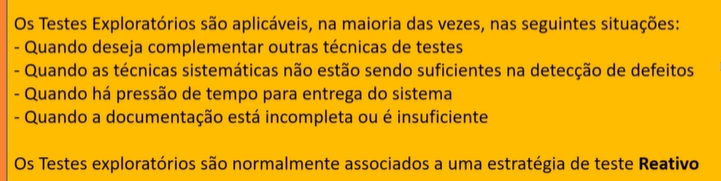 Os Testes Exploratórios são aplicáveis, na maioria das vezes, nas seguintes situações:
- Quando deseja complementar outras técnicas de testes
- Quando as técnicas sistemáticas não estão sendo suficientes na detecção de defeitos
- Quando há pressão de tempo para entrega do sistema
- Quando a documentação está incompleta ou é insuficiente
Os Testes exploratórios são normalmente associados a uma estratégia de teste Reativo